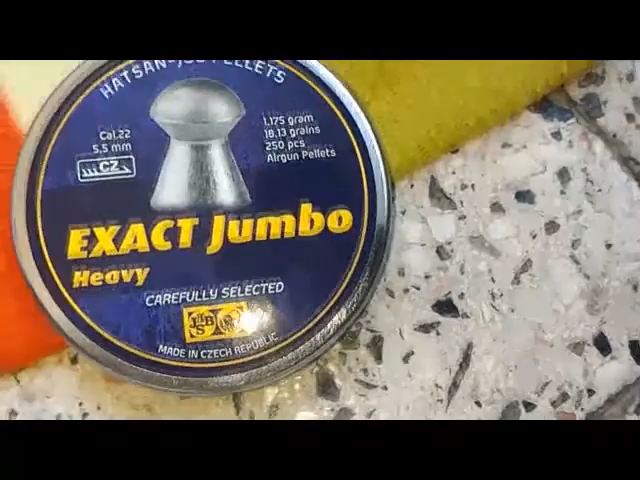 HATSAN-JSB PELLETS
Cal.22
5,5 mm
CZ
1,175 gram
18,13 grains
250 pcs
Airgun Pellets
EXACT Jumbo
Heavy
CAREFULLY SELECTED
JSB
MADE IN CZECH REPUBLIC